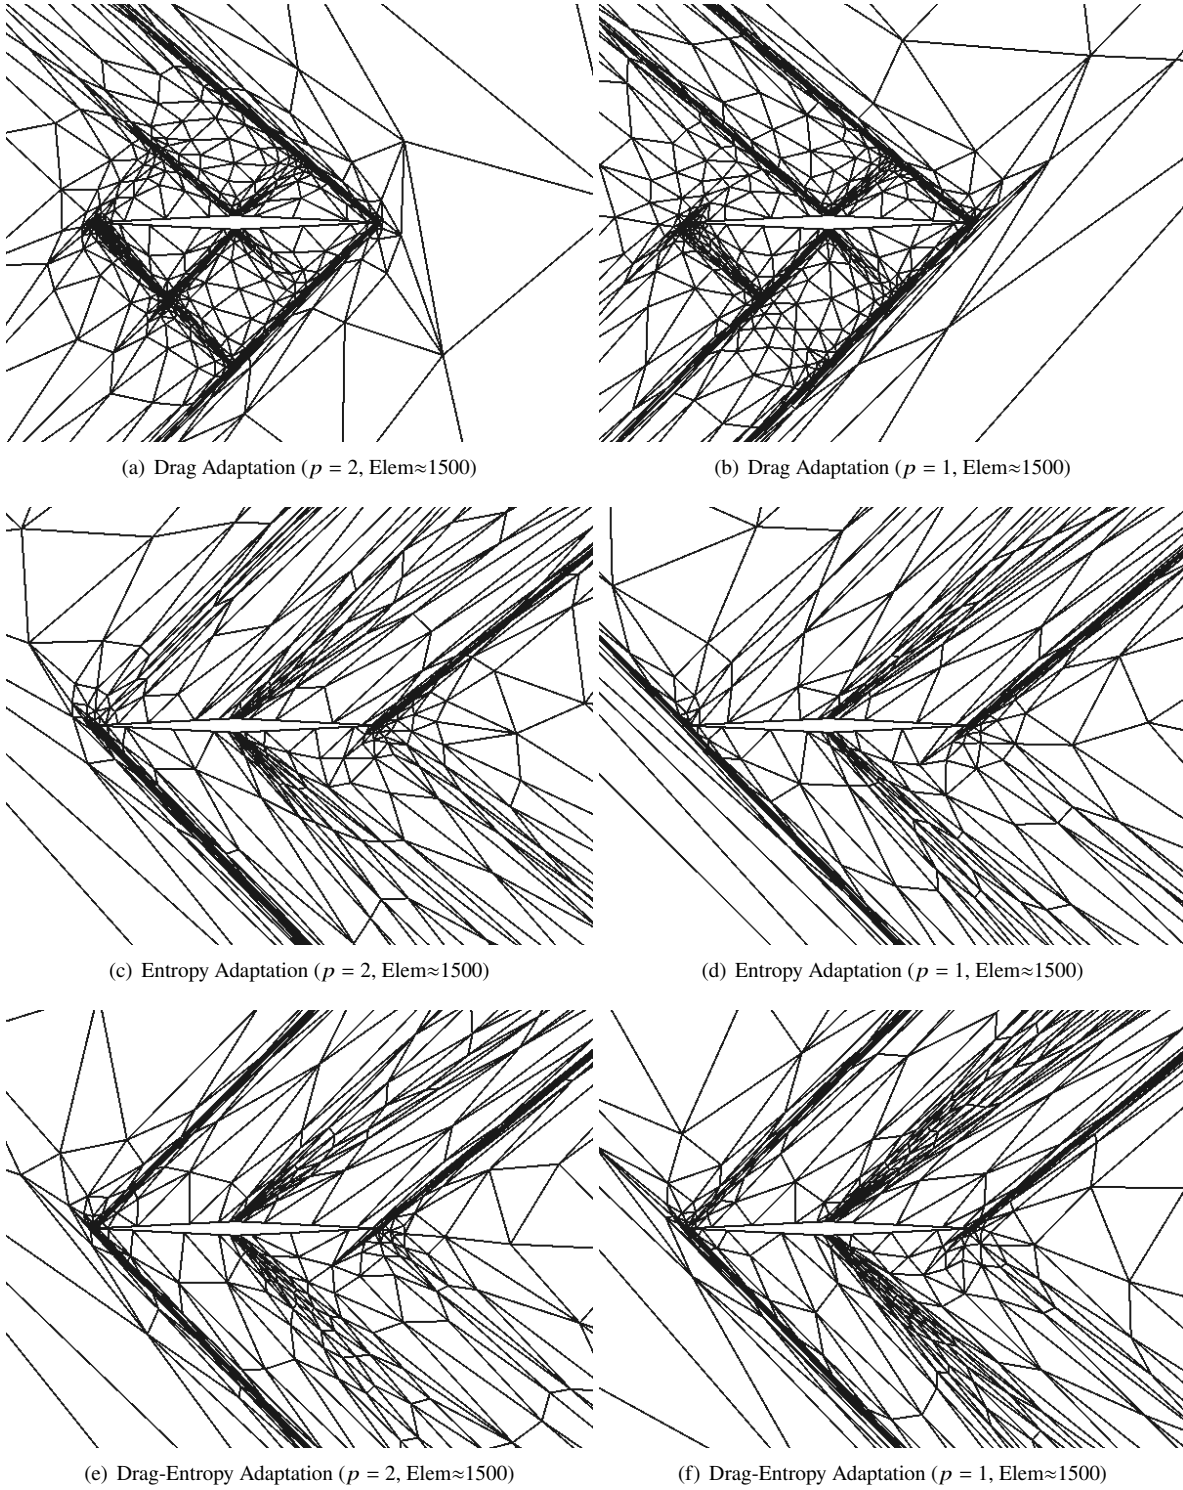 (a) Drag Adaptation (p = 2, Elem≈1500)
(b) Drag Adaptation (p = 1, Elem≈1500)
(c) Entropy Adaptation (p = 2, Elem≈1500)
(d) Entropy Adaptation (p = 1, Elem≈1500)
(e) Drag-Entropy Adaptation (p = 2, Elem≈1500)
(f) Drag-Entropy Adaptation (p = 1, Elem≈1500)